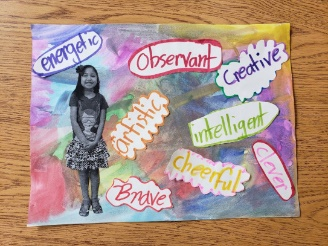 energetic
Observant
Creative
artistic
intelligent
cheerful
Clever
Brave